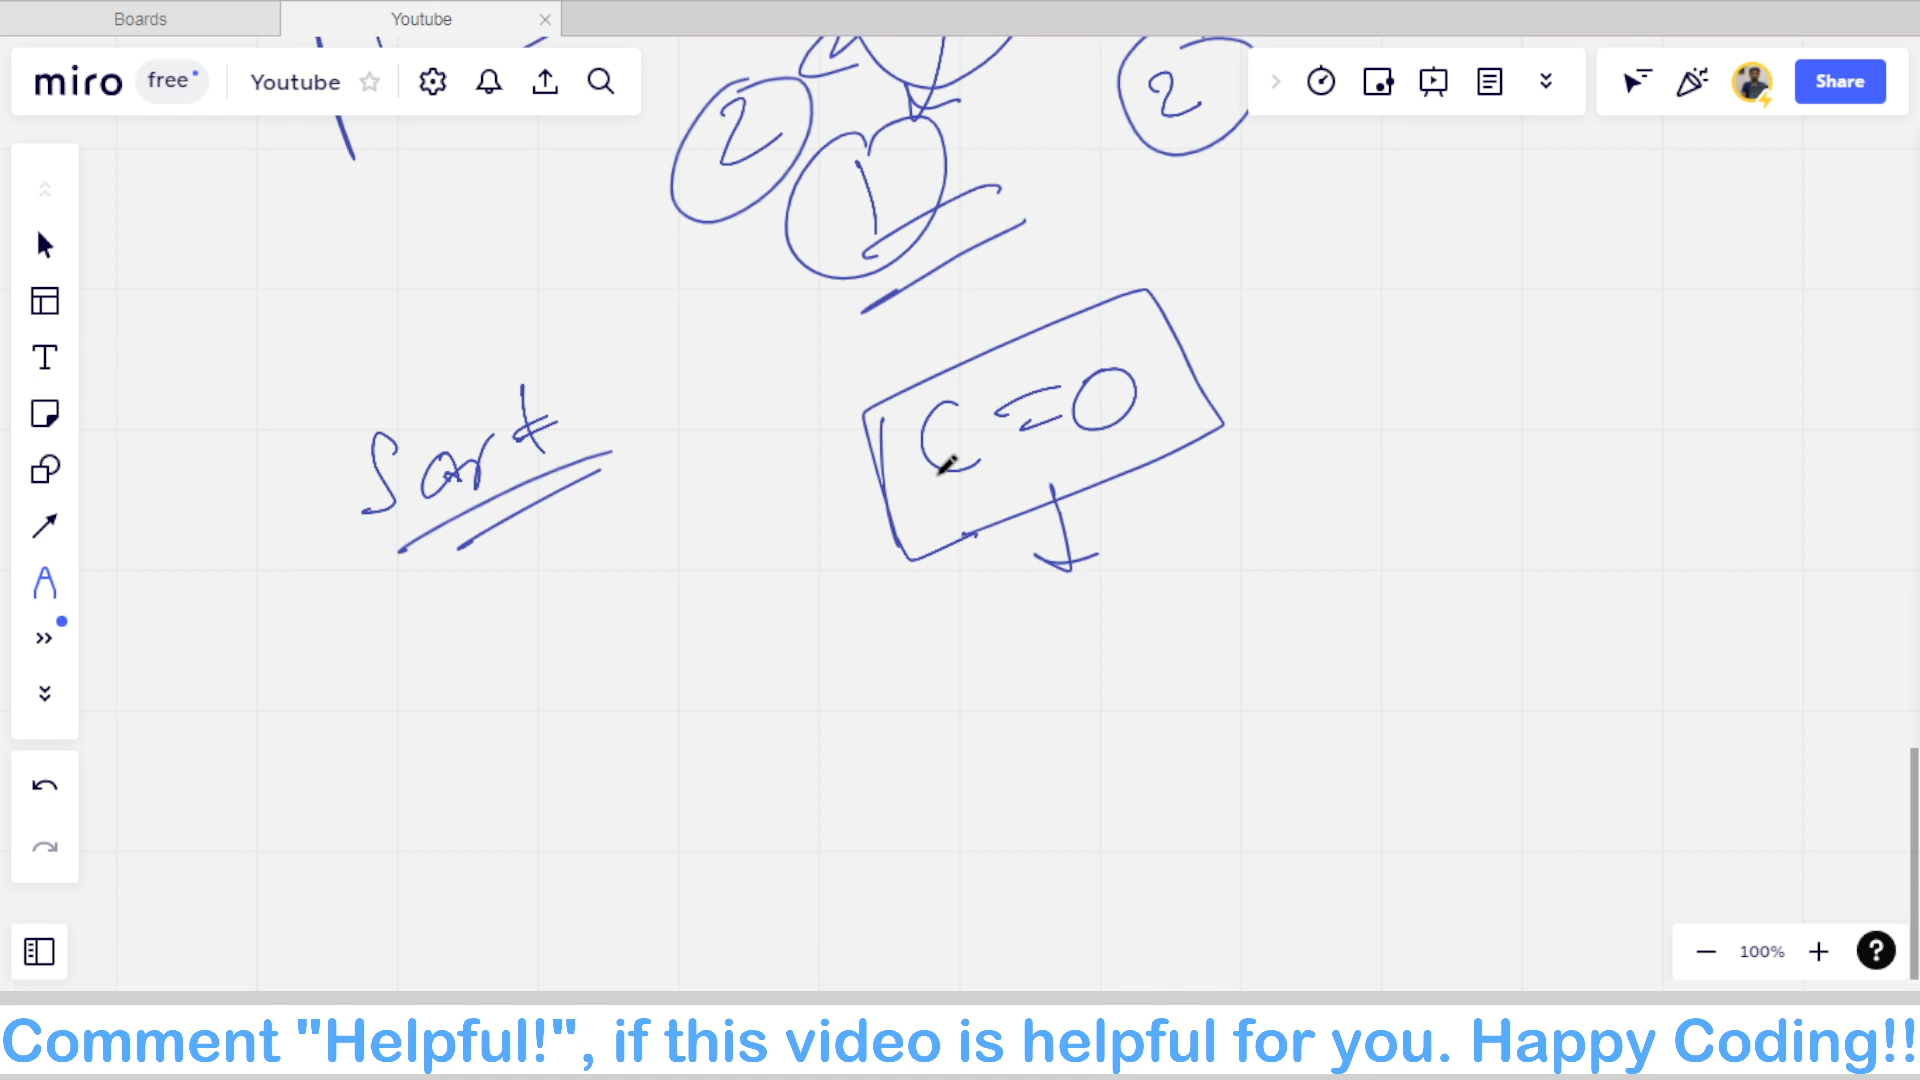 Boards Youtube
miro free Youtube Share
2 2
1
C=0
Sort
100%
Comment "Helpful!", if this video is helpful for you. Happy Coding!!